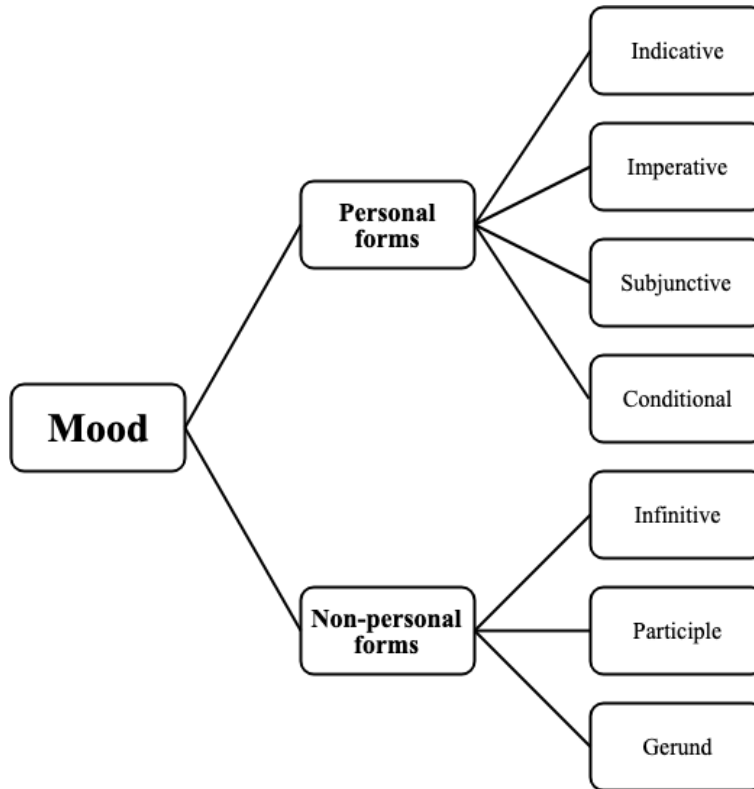 Mood
Personal
forms
Indicative
Imperative
Subjunctive
Conditional
Non-personal
forms
Infinitive
Participle
Gerund